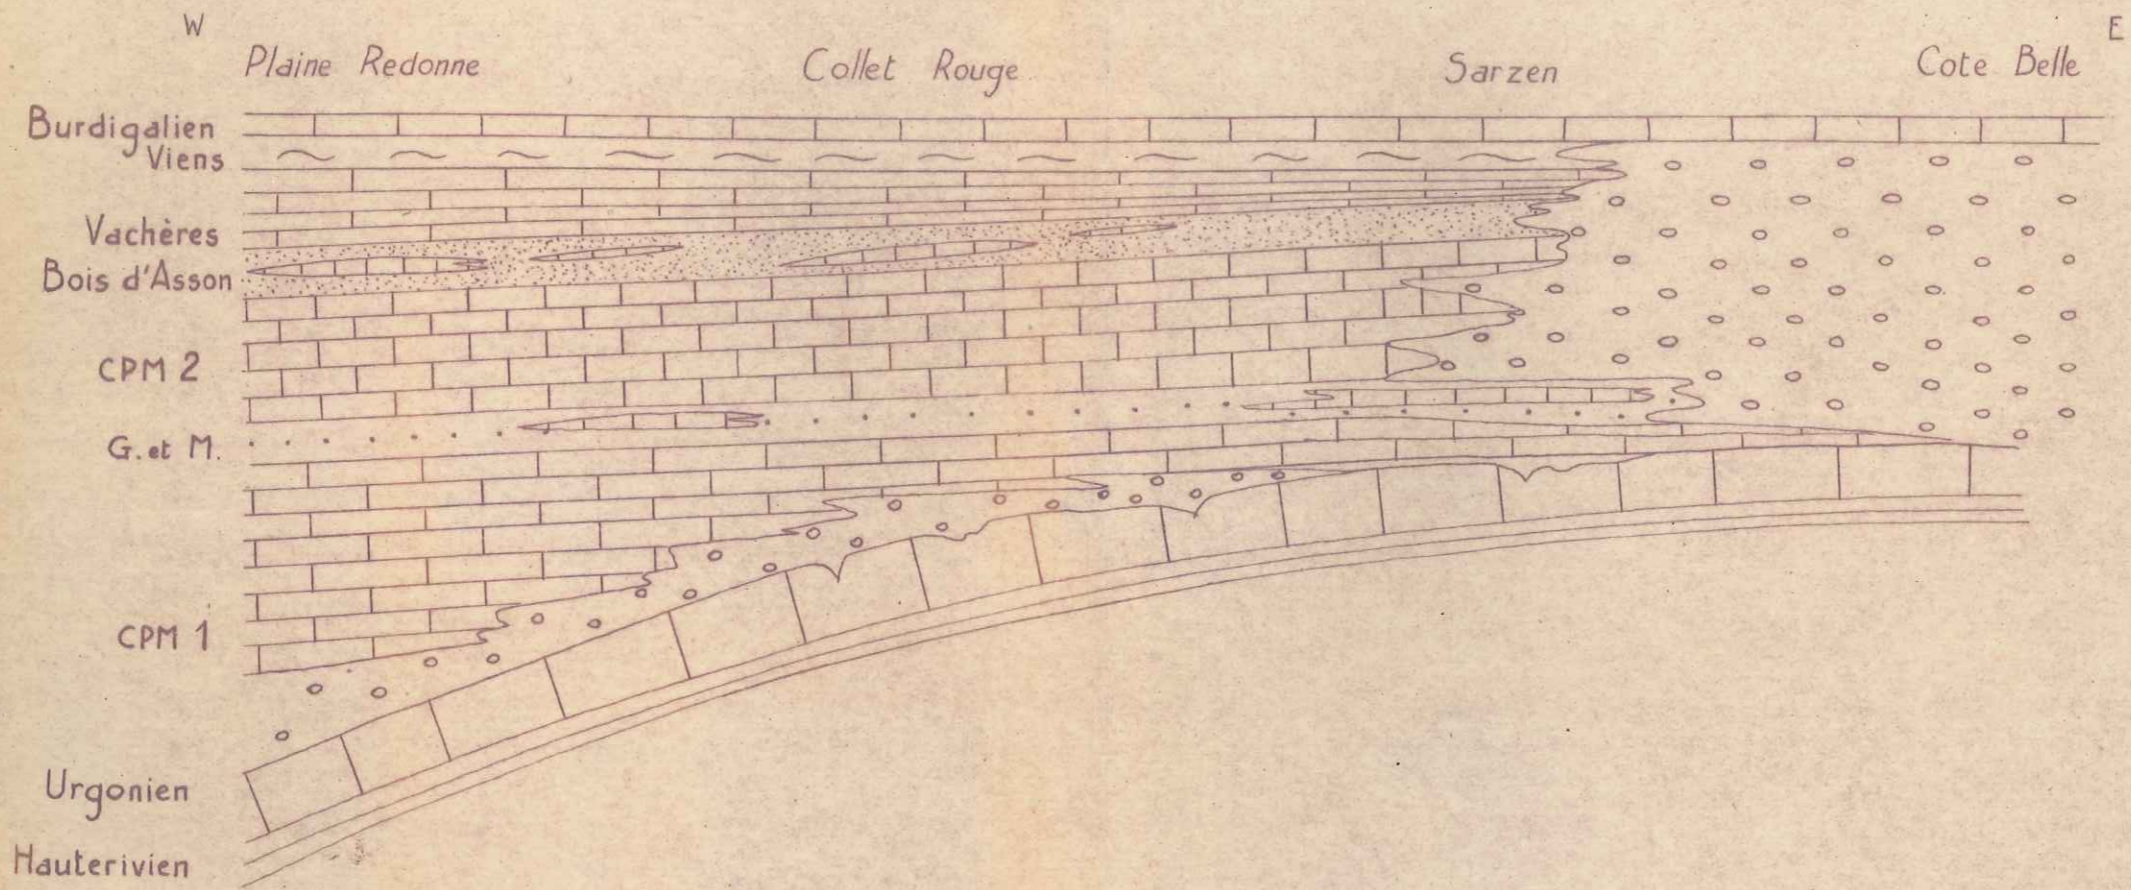 W E
Plaine Redonne Collet Rouge Sarzen Cote Belle
Burdigalien
Viens
Vachères
Bois d'Asson
CPM 2
G. et M.
CPM 1
Urgonien
Hauterivien